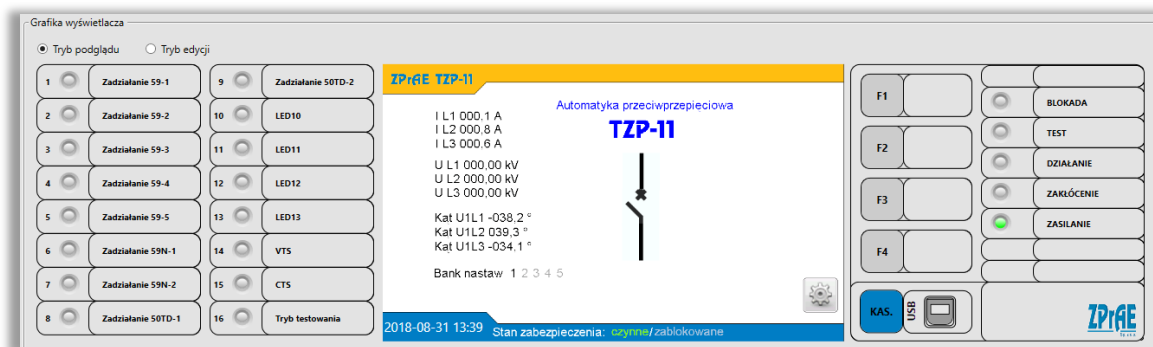 Grafika wyświetlacza
Tryb podglądu Tryb edycji
1 Zadziałanie 59-1
2 Zadziałanie 59-2
3 Zadziałanie 59-3
4 Zadziałanie 59-4
5 Zadziałanie 59-5
6 Zadziałanie 59N-1
7 Zadziałanie 59N-2
8 Zadziałanie 50TD-1
9 Zadziałanie 50TD-2
10 LED10
11 LED11
12 LED12
13 LED13
14 VTS
15 CTS
16 Tryb testowania
ZPrAE TZP-11
Automatyka przeciwprzepięciowa
TZP-11
I L1 000,1 A
I L2 000,8 A
I L3 000,6 A
U L1 000,00 kV
U L2 000,00 kV
U L3 000,00 kV
Kąt U1L1 -038,2 °
Kąt U1L2 039,3 °
Kąt U1L3 -034,1 °
Bank nastaw 1 2 3 4 5
2018-08-31 13:39 Stan zabezpieczenia: czynne/zablokowane
F1
F2
F3
F4
KAS. USB
BLOKADA
TEST
DZIAŁANIE
ZAKŁÓCENIE
ZASILANIE
ZPrAE
Sp. z o.o.